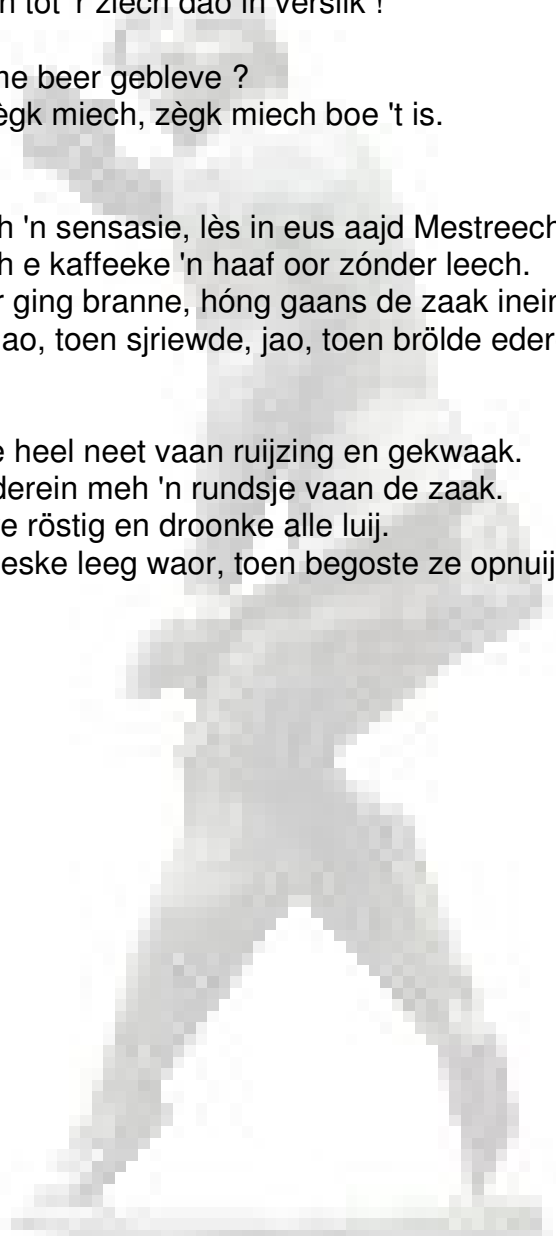 n tot 'r ziech dao in verslik !
me beer gebleve ?
ègk miech, zègk miech boe 't is.
h 'n sensasie, lès in eus aajd Mestreech
h e kaffeeke 'n haaf oor zónder leech.
r ging branne, hóng gaans de zaak inein
ao, toen sjriewde, jao, toen brölde eder
e heel neet vaan ruijzing en gekwaak.
derein meh 'n rundsje vaan de zaak.
e röstig en droonke alle luij.
eske leeg waor, toen begoste ze opnuij